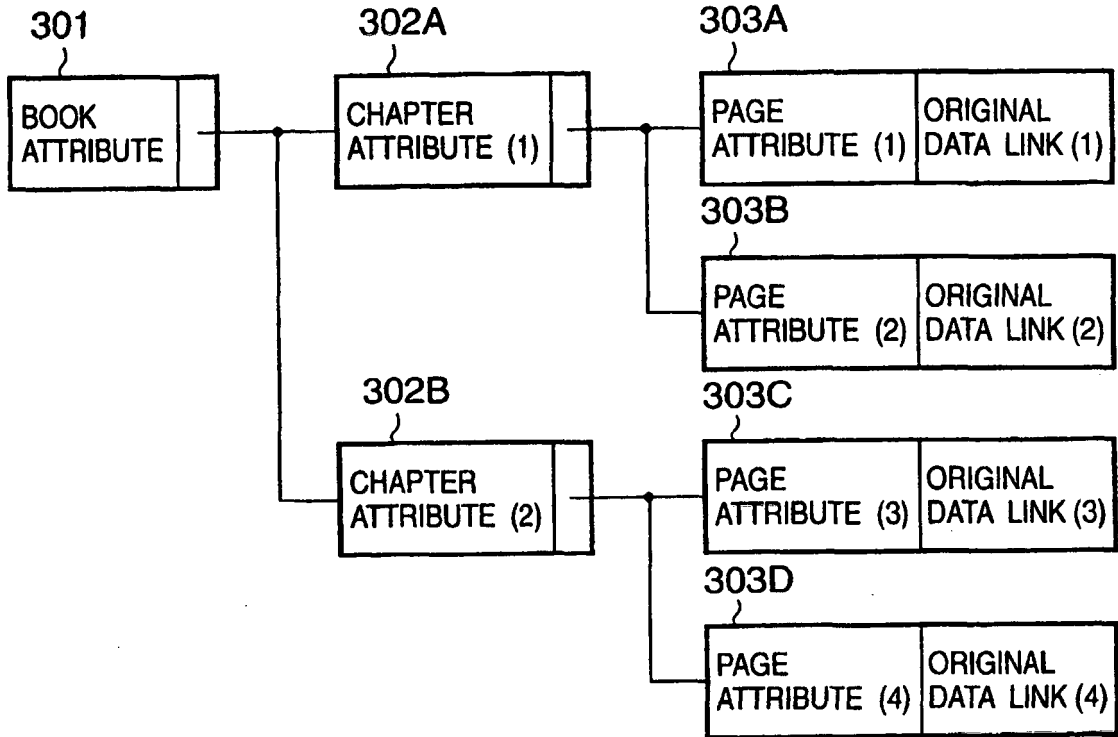 301
302A
303A
BOOK
ATTRIBUTE
CHAPTER
ATTRIBUTE (1)
PAGE
ATTRIBUTE (1)
ORIGINAL
DATA LINK (1)
303B
PAGE
ATTRIBUTE (2)
ORIGINAL
DATA LINK (2)
302B
303C
CHAPTER
ATTRIBUTE (2)
PAGE
ATTRIBUTE (3)
ORIGINAL
DATA LINK (3)
303D
PAGE
ATTRIBUTE (4)
ORIGINAL
DATA LINK (4)